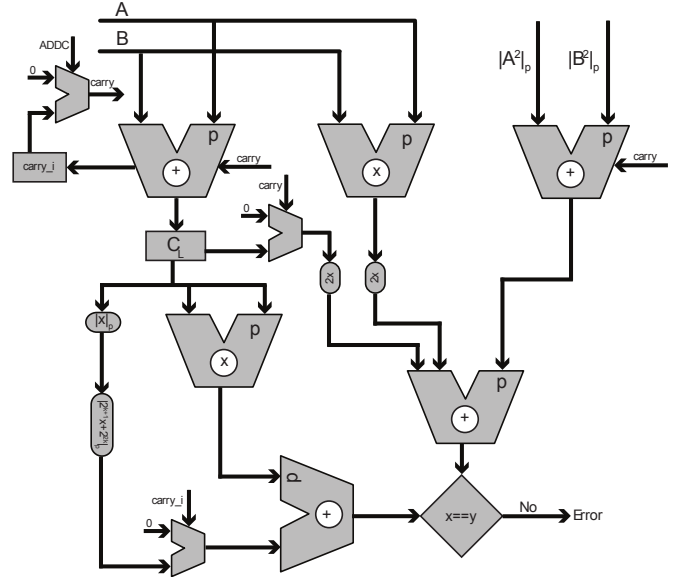 A
ADDC
B
0
carry
|A²|ₚ
|B²|ₚ
p
p
p
carry_i
+
carry
x
+
carry
carry
0
C_L
2x
2x
|x|ₚ
p
x
p
|2ᵏ⁺¹x+2²ᵏ|ₚ
+
p
carry_i
0
+
x==y
No
Error